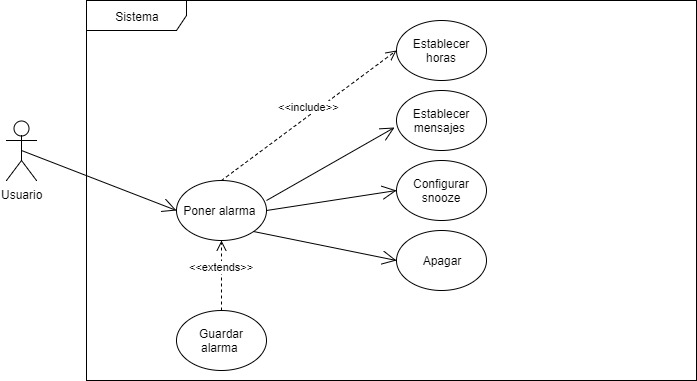 Sistema
Establecer
horas
<<include>>
Establecer
mensajes
Usuario
Poner alarma
Configurar
snooze
Apagar
<<extends>>
Guardar
alarma